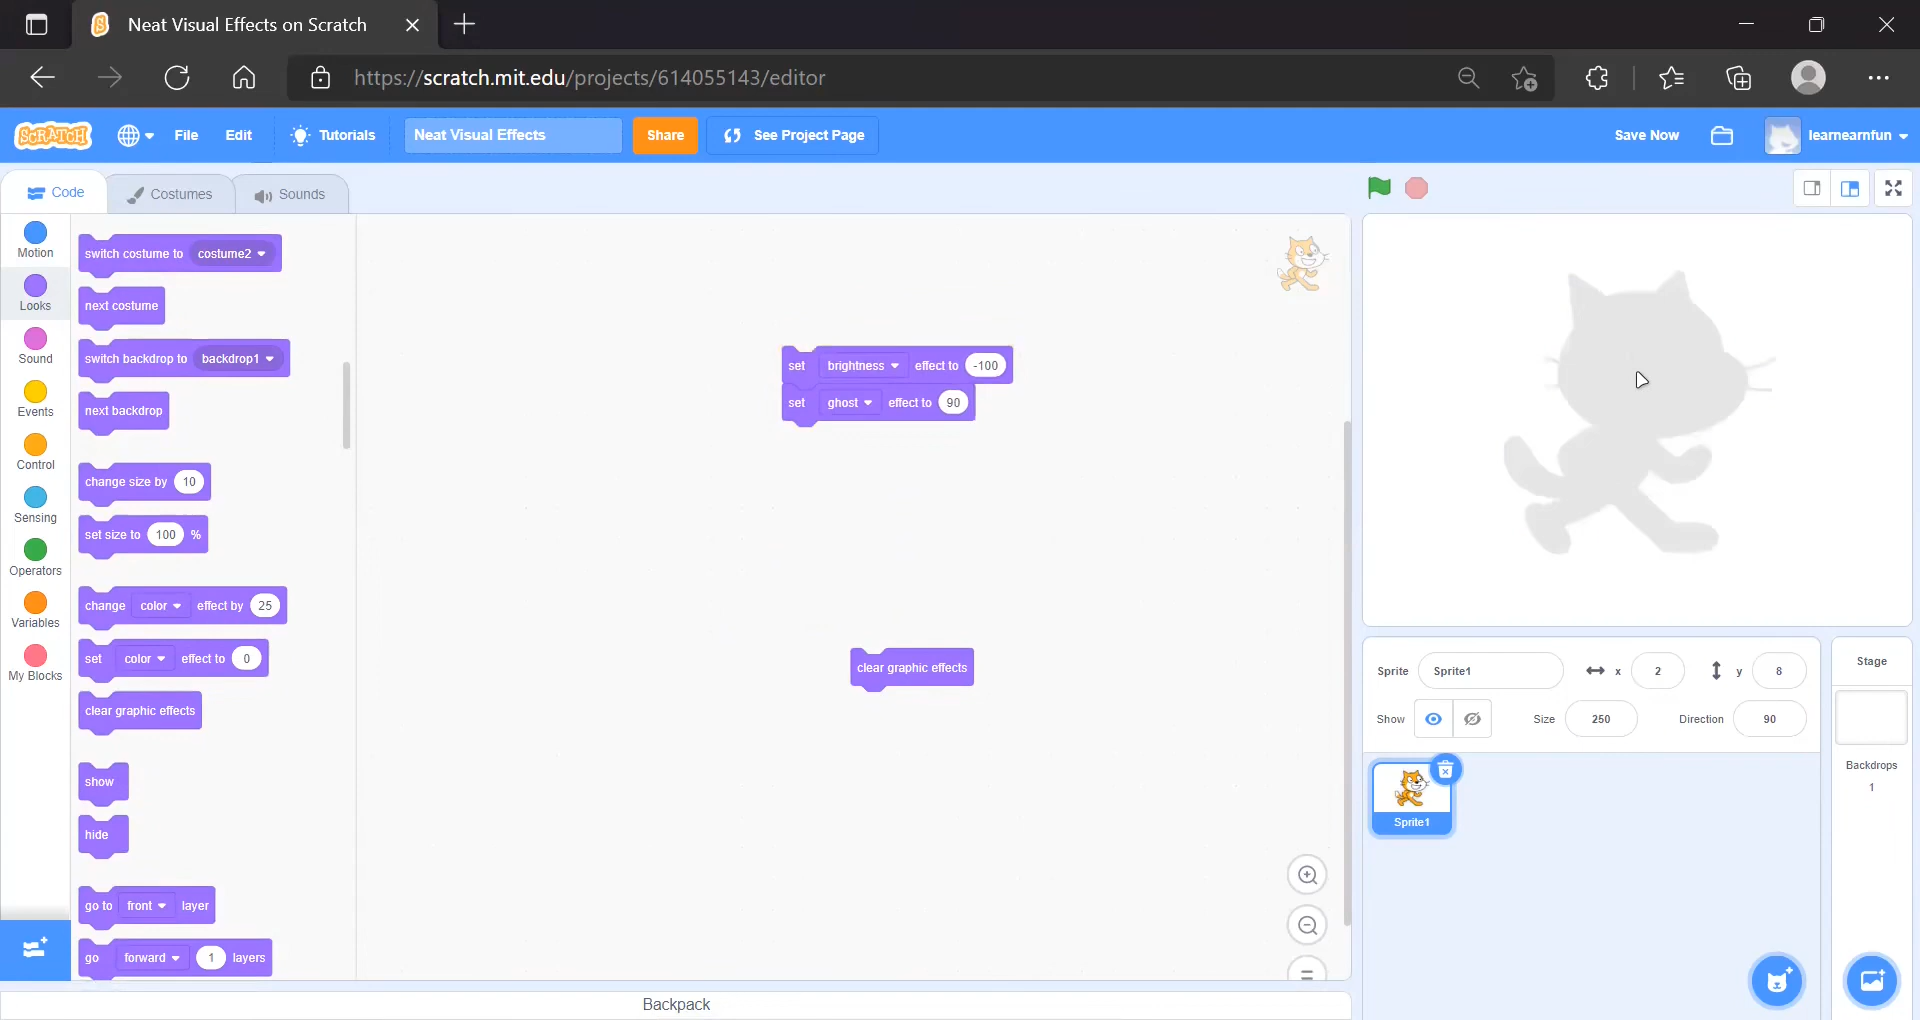 Neat Visual Effects on Scratch
https://scratch.mit.edu/projects/614055143/editor
SCRATCH File Edit Tutorials Neat Visual Effects Share See Project Page Save Now learnearnfun
Code Costumes Sounds
Motion
Looks
Sound
Events
Control
Sensing
Operators
Variables
My Blocks
switch costume to costume2
next costume
switch backdrop to backdrop1
next backdrop
change size by 10
set size to 100 %
change color effect by 25
set color effect to 0
clear graphic effects
show
hide
go to front layer
go forward 1 layers
set brightness effect to -100
set ghost effect to 90
clear graphic effects
Sprite Sprite1 x 2 y 8
Show Size 250 Direction 90
Sprite1
Stage
Backdrops
1
Backpack